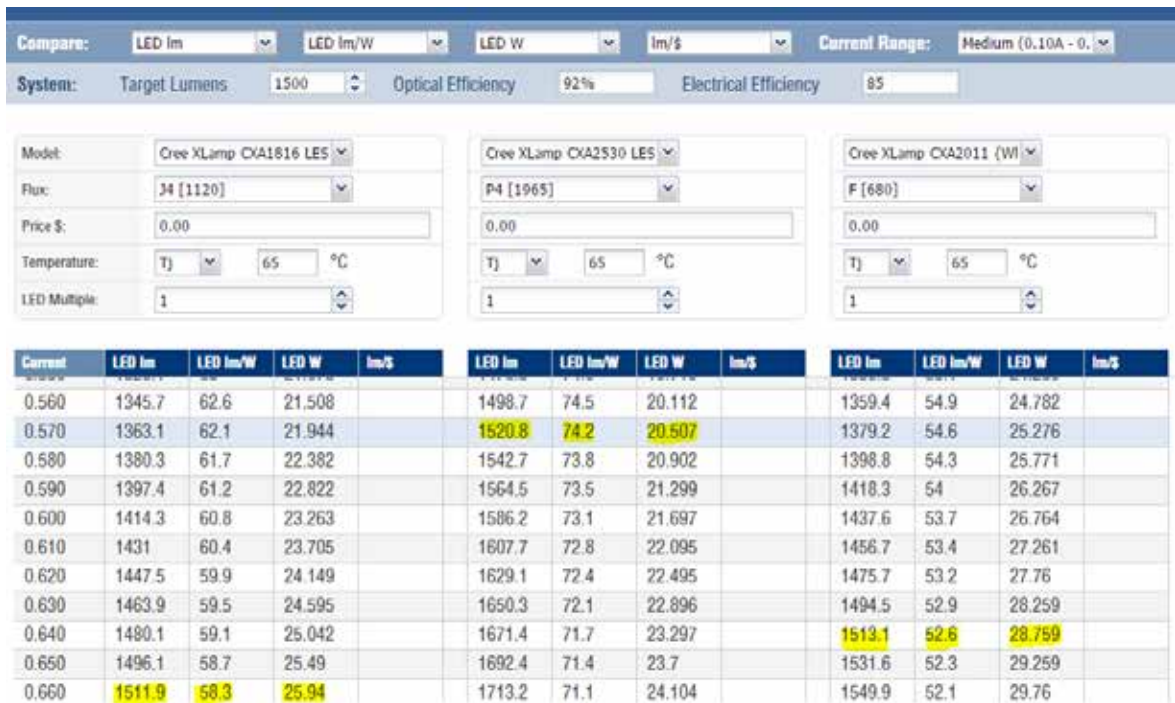 Compare: LED lm LED lm/W LED W lm/$ Current Range: Medium (0.10A - 0.
System: Target Lumens 1500 Optical Efficiency 92% Electrical Efficiency 85
Model: Cree XLamp CXA1816 LES Cree XLamp CXA2530 LES Cree XLamp CXA2011 {WI
Flux: J4 [1120] P4 [1965] F [680]
Price $: 0.00 0.00 0.00
Temperature: Tj 65 °C Tj 65 °C Tj 65 °C
LED Multiple: 1 1 1
Current LED lm LED lm/W LED W lm/$ LED lm LED lm/W LED W lm/$ LED lm LED lm/W LED W lm/$
0.560 1345.7 62.6 21.508 1498.7 74.5 20.112 1359.4 54.9 24.782
0.570 1363.1 62.1 21.944 1520.8 74.2 20.507 1379.2 54.6 25.276
0.580 1380.3 61.7 22.382 1542.7 73.8 20.902 1398.8 54.3 25.771
0.590 1397.4 61.2 22.822 1564.5 73.5 21.299 1418.3 54 26.267
0.600 1414.3 60.8 23.263 1586.2 73.1 21.697 1437.6 53.7 26.764
0.610 1431 60.4 23.705 1607.7 72.8 22.095 1456.7 53.4 27.261
0.620 1447.5 59.9 24.149 1629.1 72.4 22.495 1475.7 53.2 27.76
0.630 1463.9 59.5 24.595 1650.3 72.1 22.896 1494.5 52.9 28.259
0.640 1480.1 59.1 25.042 1671.4 71.7 23.297 1513.1 52.6 28.759
0.650 1496.1 58.7 25.49 1692.4 71.4 23.7 1531.6 52.3 29.259
0.660 1511.9 58.3 25.94 1713.2 71.1 24.104 1549.9 52.1 29.76